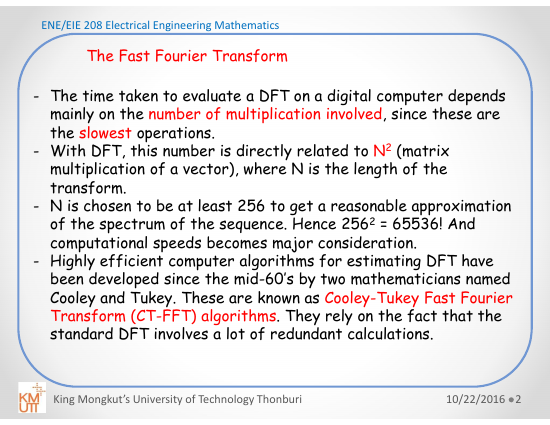 ENE/EIE 208 Electrical Engineering Mathematics
The Fast Fourier Transform
- The time taken to evaluate a DFT on a digital computer depends
mainly on the number of multiplication involved, since these are
the slowest operations.
- With DFT, this number is directly related to N² (matrix
multiplication of a vector), where N is the length of the
transform.
- N is chosen to be at least 256 to get a reasonable approximation
of the spectrum of the sequence. Hence 256² = 65536! And
computational speeds becomes major consideration.
- Highly efficient computer algorithms for estimating DFT have
been developed since the mid-60's by two mathematicians named
Cooley and Tukey. These are known as Cooley-Tukey Fast Fourier
Transform (CT-FFT) algorithms. They rely on the fact that the
standard DFT involves a lot of redundant calculations.
KM
UTT
King Mongkut's University of Technology Thonburi
10/22/2016 ●2